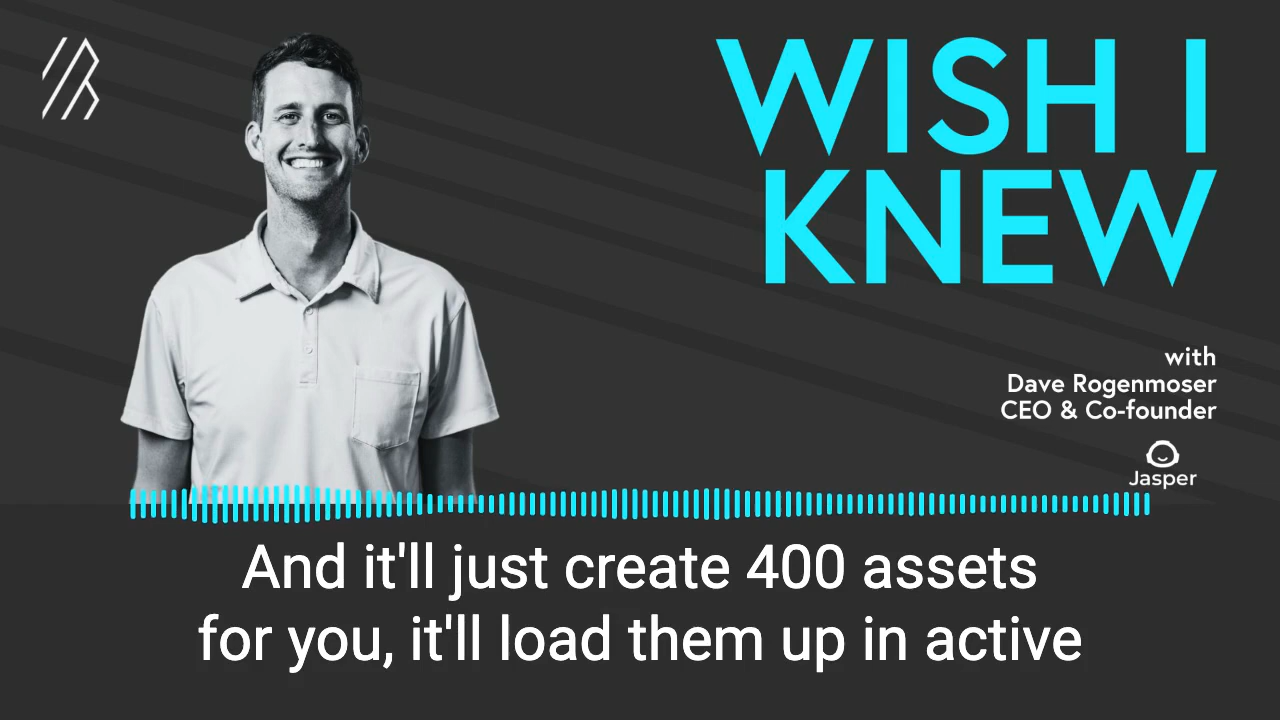 WISH I
KNEW
with
Dave Rogenmoser
CEO & Co-founder
Jasper
And it'll just create 400 assets
for you, it'll load them up in active